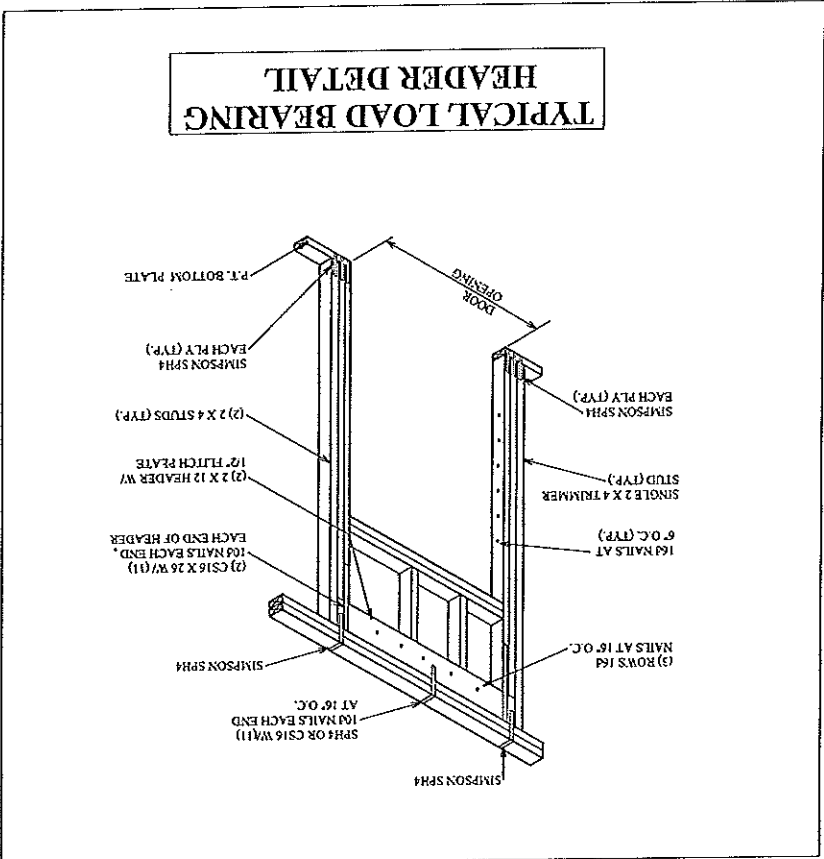 SIMPSON SPH4
SPH4 OR CS16 W/(11)
10d NAILS EACH END
AT 16" O.C.
SIMPSON SPH4
(3) ROWS 16d
NAILS AT 16" O.C.
(2) CS16 X 26 W/ (11)
10d NAILS EACH END,
EACH END OF HEADER
16d NAILS AT
6" O.C. (TYP.)
(2) 2 X 12 HEADER W/
1/2" FLITCH PLATE
SINGLE 2 X 4 TRIMMER
STUD (TYP.)
(2) 2 X 4 STUDS (TYP.)
SIMPSON SPH4
EACH PLY (TYP.)
SIMPSON SPH4
EACH PLY (TYP.)
DOOR
OPENING
P.T. BOTTOM PLATE
TYPICAL LOAD BEARING
HEADER DETAIL